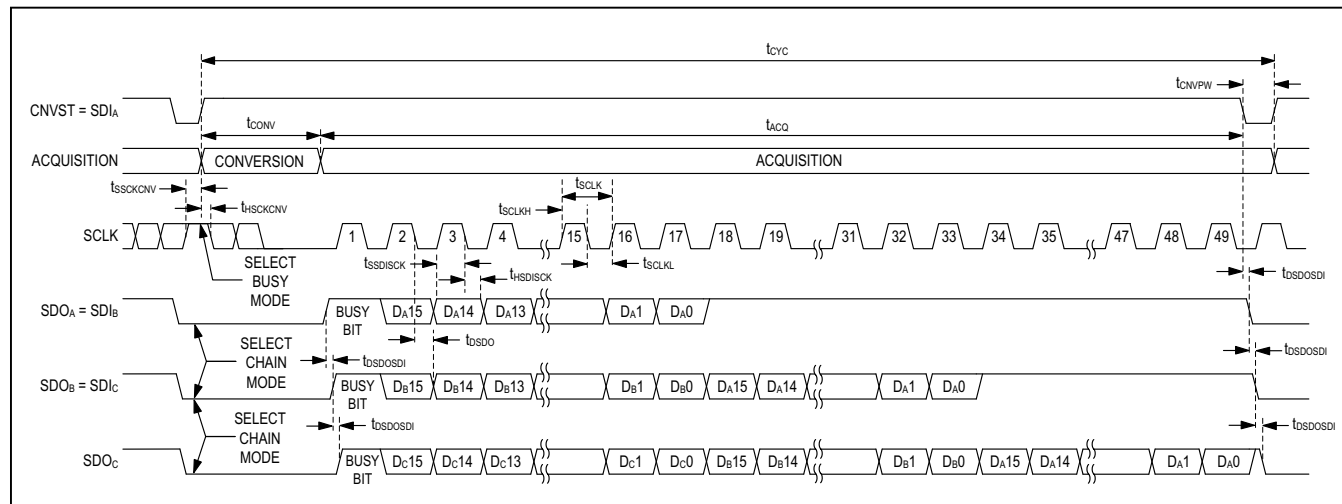 tCYC
tCNVPW
CNVST = SDIA
tCONV
tACQ
ACQUISITION
CONVERSION
ACQUISITION
tSSCKCNV
tHSCKCNV
tSCLK
tSCLKH
SCLK
1 2 3 4 15 16 17 18 19 31 32 33 34 35 47 48 49
SELECT
BUSY
MODE
tSSDISCK
tHSDISCK
tSCLKL
tDSDOSDI
SDOA = SDIB
BUSY
BIT
DA15 DA14 DA13 DA1 DA0
SELECT
CHAIN
MODE
tDSDOSDI
tDSDO
tDSDOSDI
SDOB = SDIC
BUSY
BIT
DB15 DB14 DB13 DB1 DB0 DA15 DA14 DA1 DA0
SELECT
CHAIN
MODE
tDSDOSDI
tDSDOSDI
SDOC
BUSY
BIT
DC15 DC14 DC13 DC1 DC0 DB15 DB14 DB1 DB0 DA15 DA14 DA1 DA0